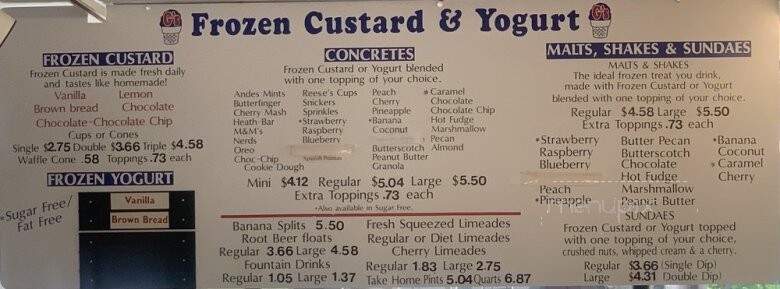 Frozen Custard & Yogurt
FROZEN CUSTARD
Frozen Custard is made fresh daily
and tastes like homemade!
Vanilla Lemon
Brown bread Chocolate
Chocolate-Chocolate Chip
Cups or Cones
Single $2.75 Double $3.66 Triple $4.58
Waffle Cone .58 Toppings .73 each
FROZEN YOGURT
*Sugar Free/
Fat Free
Vanilla
Brown Bread
CONCRETES
Frozen Custard or Yogurt blended
with one topping of your choice.
Andes Mints Reese's Cups Peach *Caramel
Butterfinger Snickers Cherry Chocolate
Cherry Mash Sprinkles Pineapple Chocolate Chip
Heath-Bar *Strawberry *Banana Hot Fudge
M&M's Raspberry Coconut Marshmallow
Nerds Blueberry Pecan
Oreo Butterscotch Almond
Choc-Chip Spanish Peanuts Peanut Butter
Cookie Dough Granola
Mini $4.12 Regular $5.04 Large $5.50
Extra Toppings .73 each
*Also available in Sugar Free.
Banana Splits 5.50
Root Beer floats
Regular 3.66 Large 4.58
Fountain Drinks
Regular 1.05 Large 1.37
Fresh Squeezed Limeades
Regular or Diet Limeades
Cherry Limeades
Regular 1.83 Large 2.75
Take Home Pints 5.04 Quarts 6.87
MALTS, SHAKES & SUNDAES
MALTS & SHAKES
The ideal frozen treat you drink,
made with Frozen Custard or Yogurt
blended with one topping of your choice.
Regular $4.58 Large $5.50
Extra Toppings .73 each
*Strawberry Butter Pecan *Banana
Raspberry Butterscotch Coconut
Blueberry Chocolate *Caramel
Hot Fudge Cherry
Peach Marshmallow
*Pineapple Peanut Butter
menupix
SUNDAES
Frozen Custard or Yogurt topped
with one topping of your choice,
crushed nuts, whipped cream & a cherry.
Regular $3.66 (Single Dip)
Large $4.31 Double Dip)